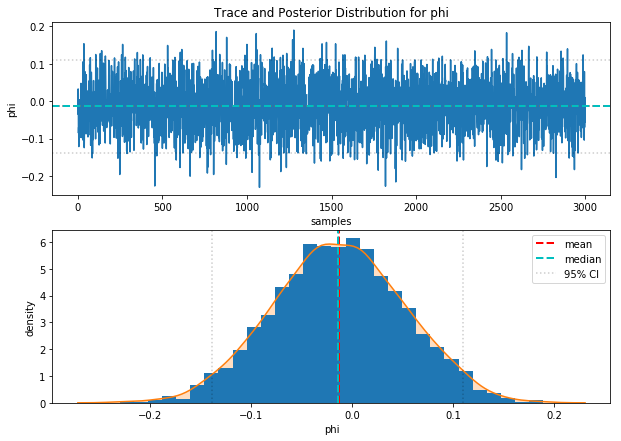 Trace and Posterior Distribution for phi
0.2
0.1
0.0
−0.1
−0.2
phi
0 500 1000 1500 2000 2500 3000
samples
6
5
4
3
2
1
0
density
mean
median
95% CI
−0.2 −0.1 0.0 0.1 0.2
phi